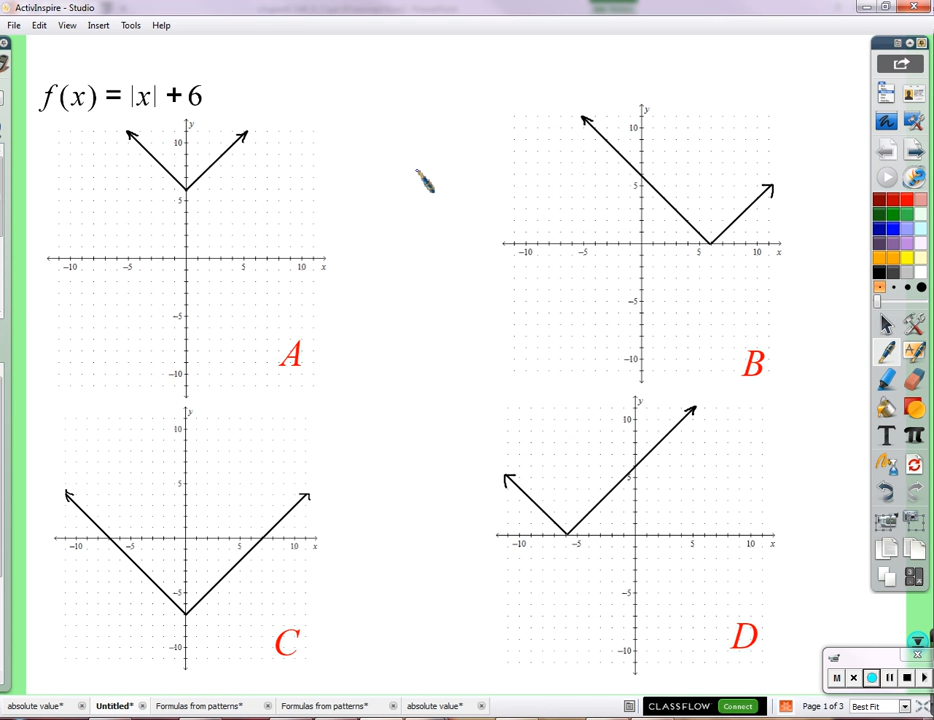 ActivInspire - Studio
File Edit View Insert Tools Help
f(x) = |x| + 6
y
10
5
-10 -5 5 10 x
-5
-10
A
y
10
5
-10 -5 5 10 x
-5
-10
B
y
10
5
-10 -5 5 10 x
-5
-10
C
y
10
5
-10 -5 5 10 x
-5
-10
D
T π
M
absolute value* Untitled* Formulas from patterns* Formulas from patterns* absolute value* CLASSFLOW Connect Page 1 of 3 Best Fit